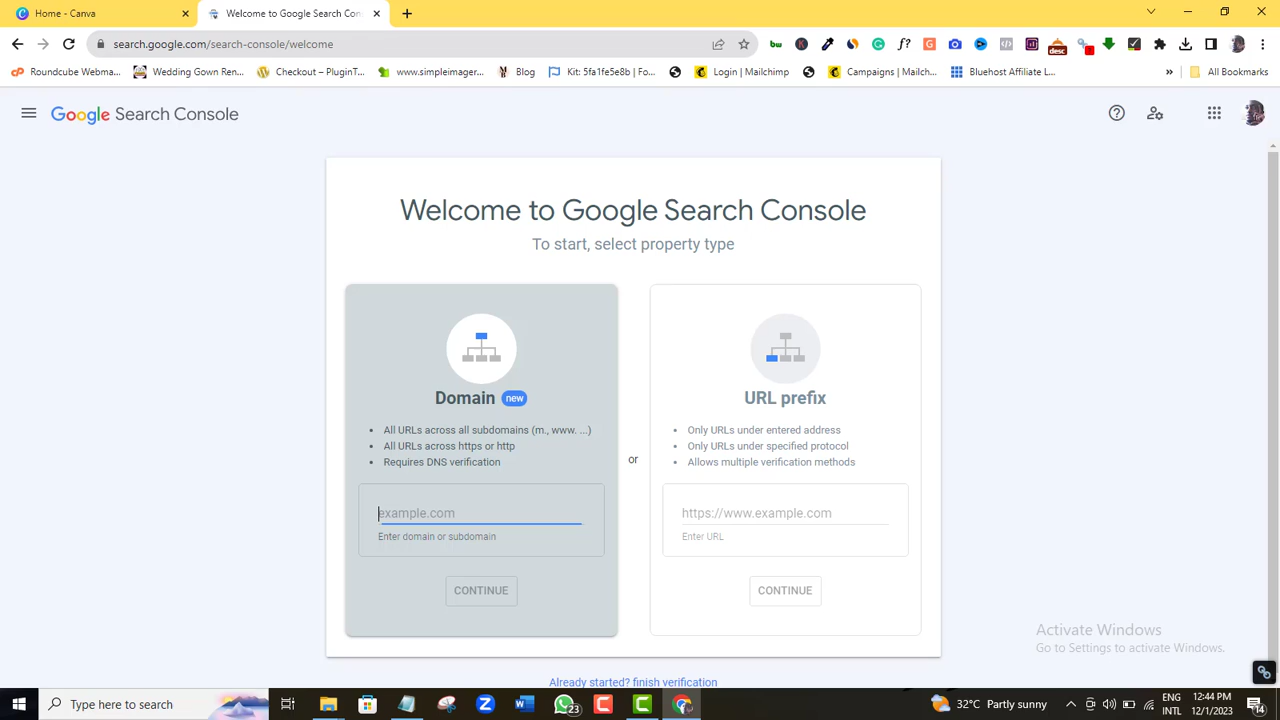 Home - Canva
Welcome to Google Search Con
search.google.com/search-console/welcome
Roundcube Webma...
Wedding Gown Ren...
Checkout – PluginT...
www.simpleimager...
Blog
Kit: 5fa1fe5e8b | Fo...
Login | Mailchimp
Campaigns | Mailch...
Bluehost Affiliate L...
»
All Bookmarks
bw
f?
desc
Google Search Console
Welcome to Google Search Console
To start, select property type
Domain new
• All URLs across all subdomains (m., www. ...)
• All URLs across https or http
• Requires DNS verification
example.com
Enter domain or subdomain
CONTINUE
or
URL prefix
• Only URLs under entered address
• Only URLs under specified protocol
• Allows multiple verification methods
https://www.example.com
Enter URL
CONTINUE
Already started? finish verification
Activate Windows
Go to Settings to activate Windows.
Type here to search
23
32°C Partly sunny
ENG
INTL
12:44 PM
12/1/2023
14